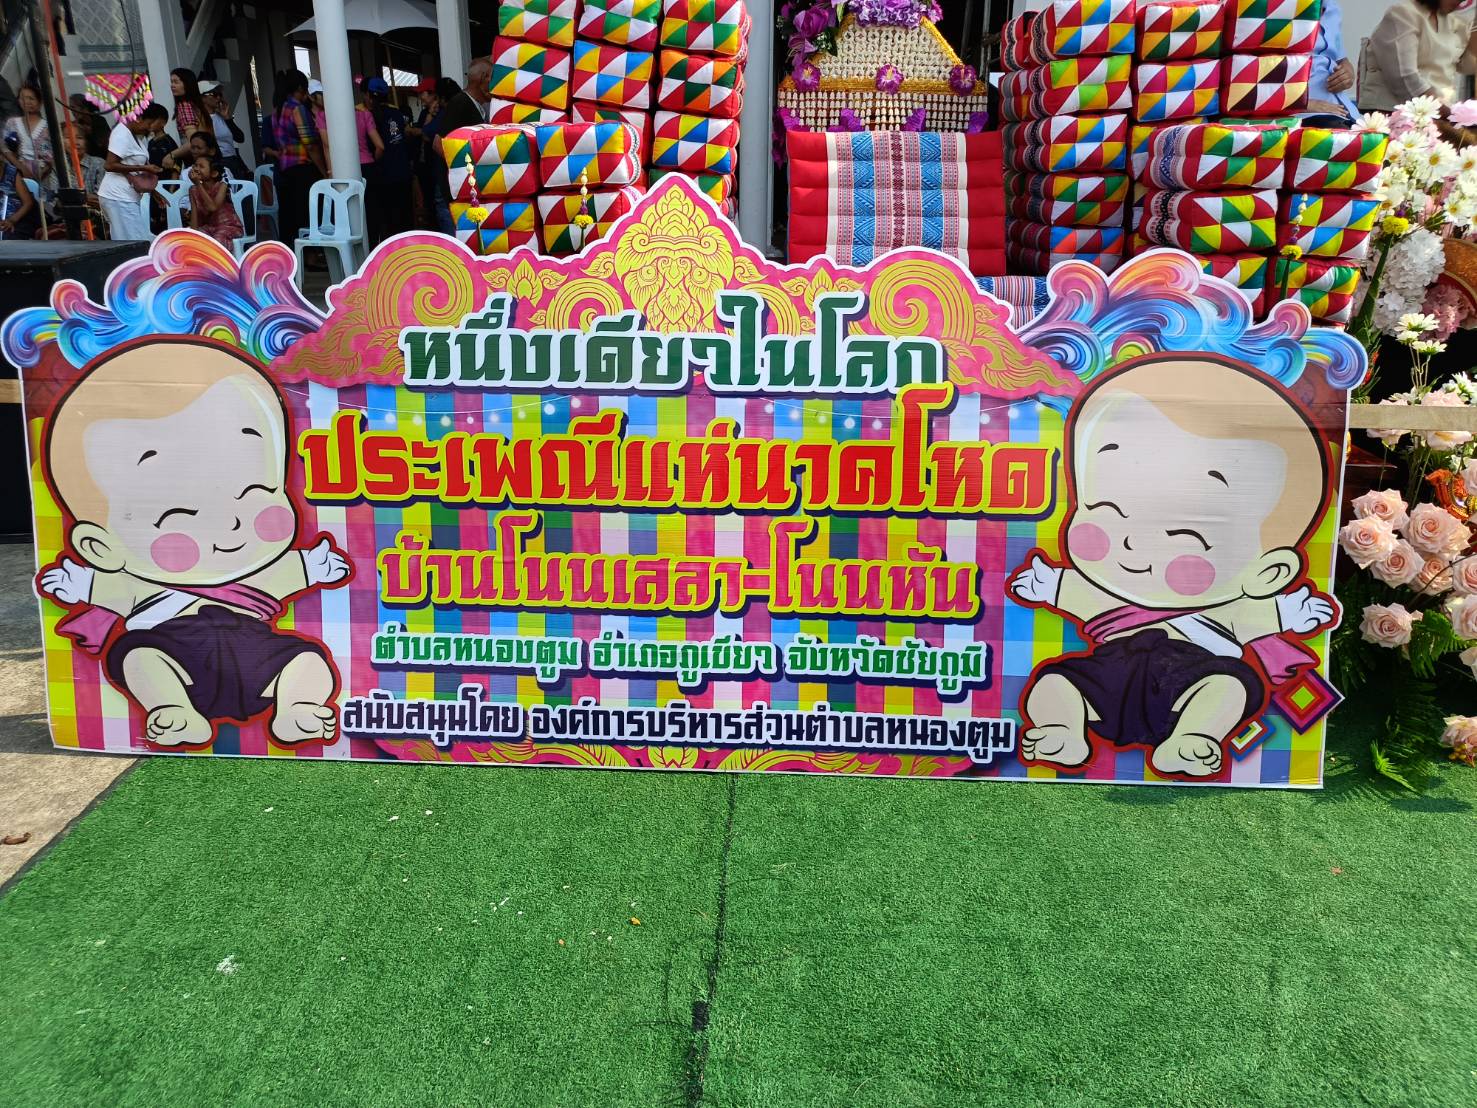 หนึ่งเดียวในโลก
ประเพณีแห่นาคโหด
บ้านโนนเสลา-โนนทัน
ตำบลหนองตูม อำเภอภูเขียว จังหวัดชัยภูมิ
สนับสนุนโดย องค์การบริหารส่วนตำบลหนองตูม